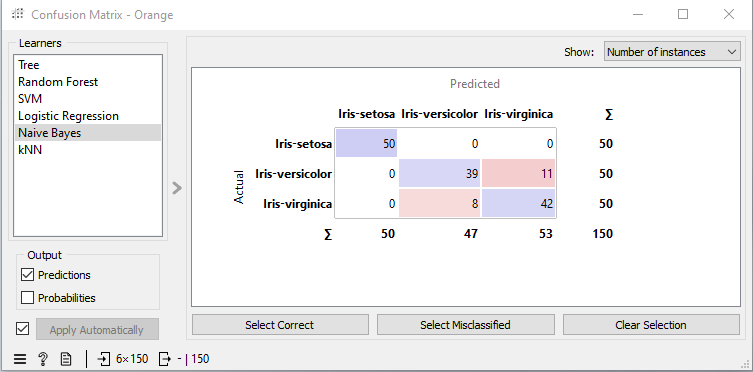 Confusion Matrix - Orange
Learners
Tree
Random Forest
SVM
Logistic Regression
Naive Bayes
kNN
Output
Predictions
Probabilities
Apply Automatically
Show: Number of instances
Predicted
Iris-setosa Iris-versicolor Iris-virginica Σ
Actual
Iris-setosa 50 0 0 50
Iris-versicolor 0 39 11 50
Iris-virginica 0 8 42 50
Σ 50 47 53 150
Select Correct Select Misclassified Clear Selection
6×150 - | 150